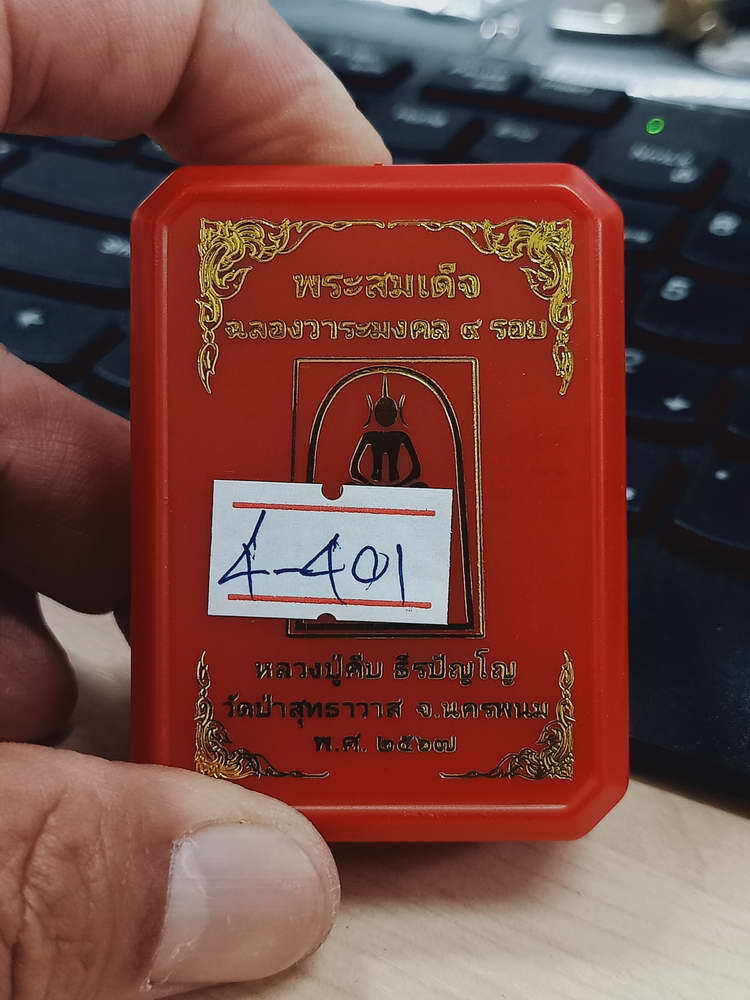 พระสมเด็จ
ฉลองวาระมงคล ๙ รอบ
4-401
หลวงปู่คีบ ธีรปัญโญ
วัดป่าสุทธาวาส จ.นครพนม
พ.ศ. ๒๕๖๗